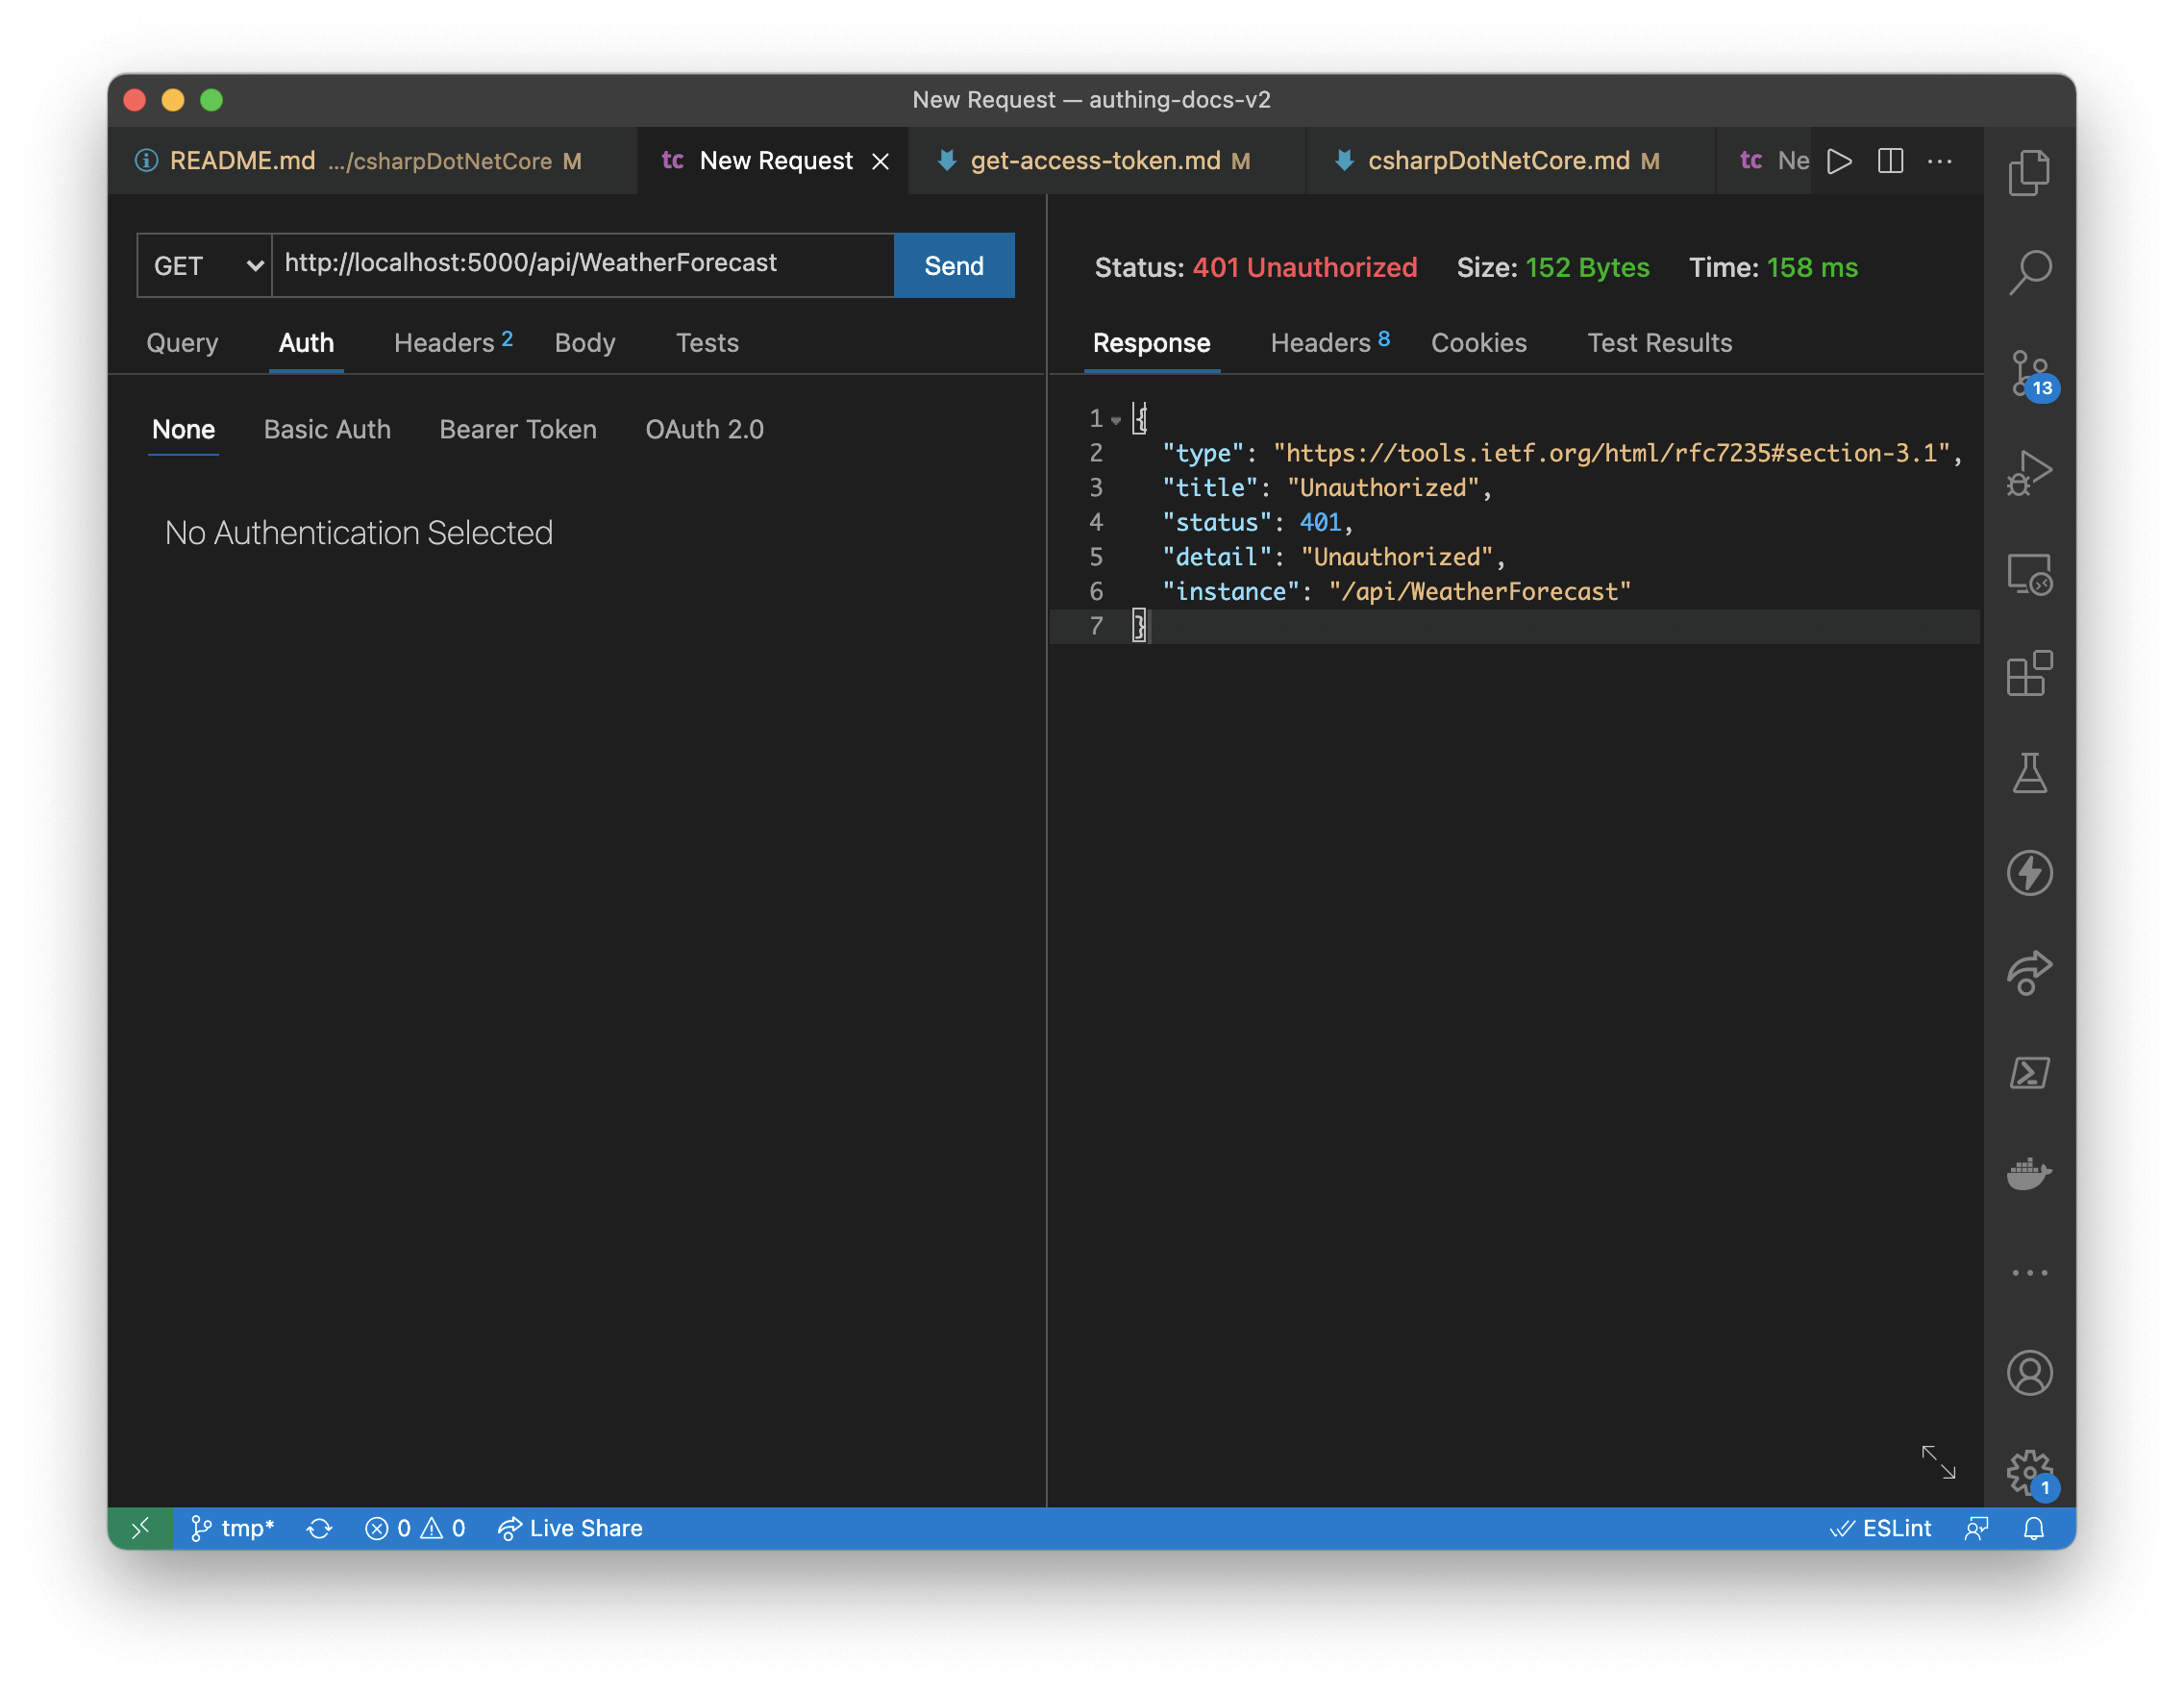 New Request — authing-docs-v2
README.md .../csharpDotNetCore M
tc New Request
get-access-token.md M
csharpDotNetCore.md M
tc Ne
GET http://localhost:5000/api/WeatherForecast Send
Query Auth Headers 2 Body Tests
None Basic Auth Bearer Token OAuth 2.0
No Authentication Selected
Status: 401 Unauthorized Size: 152 Bytes Time: 158 ms
Response Headers 8 Cookies Test Results
1 {
2 "type": "https://tools.ietf.org/html/rfc7235#section-3.1",
3 "title": "Unauthorized",
4 "status": 401,
5 "detail": "Unauthorized",
6 "instance": "/api/WeatherForecast"
7 }
13
1
tmp* 0 0 Live Share ESLint